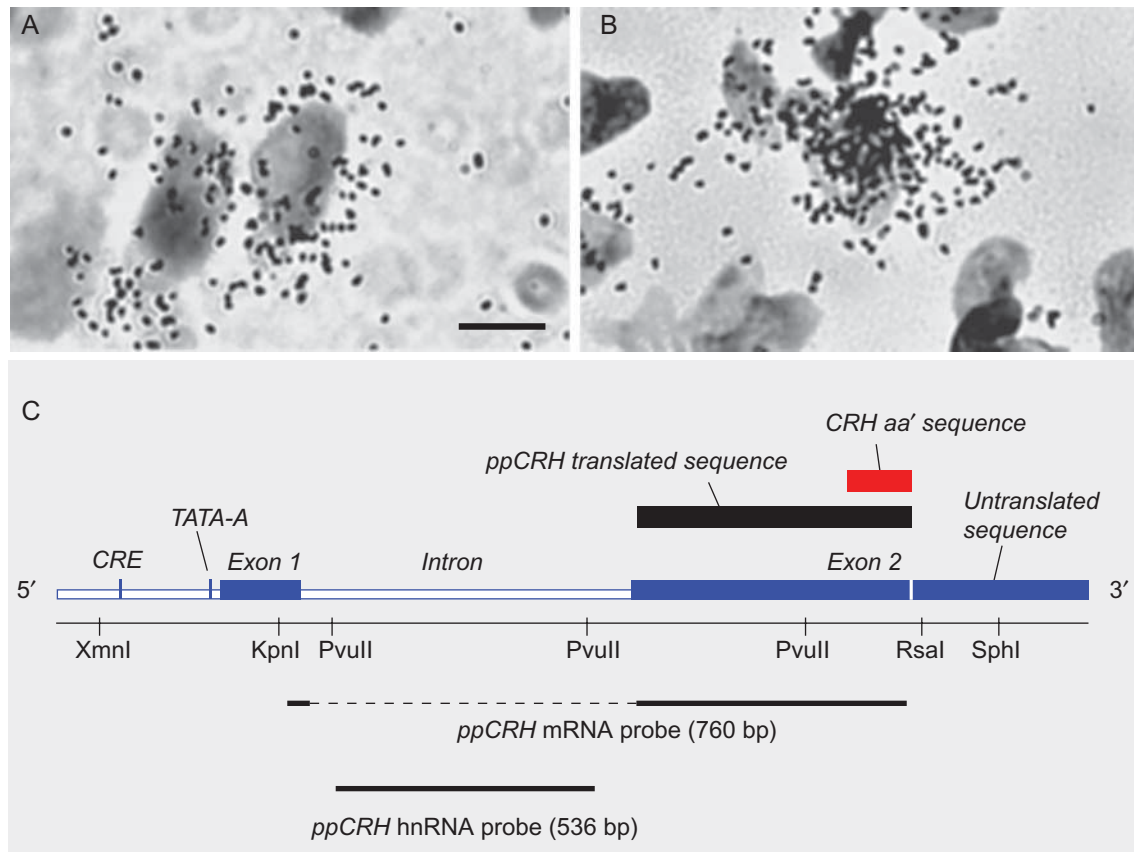 A
B
C
CRH aa′ sequence
ppCRH translated sequence
Untranslated
sequence
TATA-A
CRE
Exon 1
Intron
Exon 2
5′
3′
XmnI
KpnI
PvuII
PvuII
PvuII
RsaI
SphI
ppCRH mRNA probe (760 bp)
ppCRH hnRNA probe (536 bp)